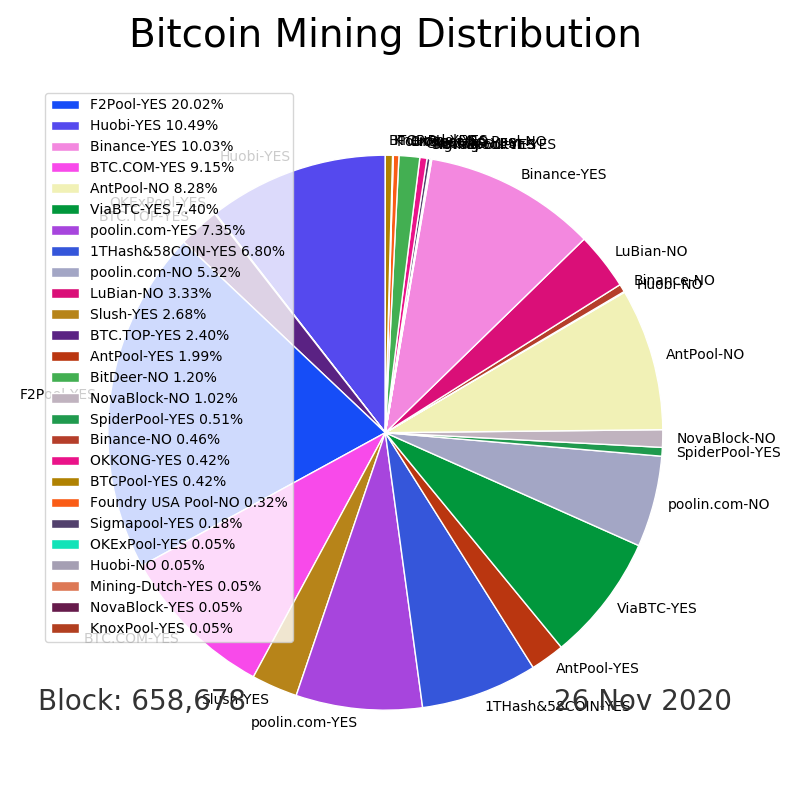 Bitcoin Mining Distribution
F2Pool-YES 20.02%
Huobi-YES 10.49%
Binance-YES 10.03%
BTC.COM-YES 9.15%
AntPool-NO 8.28%
ViaBTC-YES 7.40%
poolin.com-YES 7.35%
1THash&58COIN-YES 6.80%
poolin.com-NO 5.32%
LuBian-NO 3.33%
Slush-YES 2.68%
BTC.TOP-YES 2.40%
AntPool-YES 1.99%
BitDeer-NO 1.20%
NovaBlock-NO 1.02%
SpiderPool-YES 0.51%
Binance-NO 0.46%
OKKONG-YES 0.42%
BTCPool-YES 0.42%
Foundry USA Pool-NO 0.32%
Sigmapool-YES 0.18%
OKExPool-YES 0.05%
Huobi-NO 0.05%
Mining-Dutch-YES 0.05%
NovaBlock-YES 0.05%
KnoxPool-YES 0.05%
Huobi-YES
OKExPool-YES
BTC.TOP-YES
F2Pool-YES
BTC.COM-YES
Slush-YES
poolin.com-YES
1THash&58COIN-YES
AntPool-YES
ViaBTC-YES
poolin.com-NO
SpiderPool-YES
NovaBlock-NO
AntPool-NO
Huobi-NO
Binance-NO
LuBian-NO
Binance-YES
Block: 658,678
26 Nov 2020